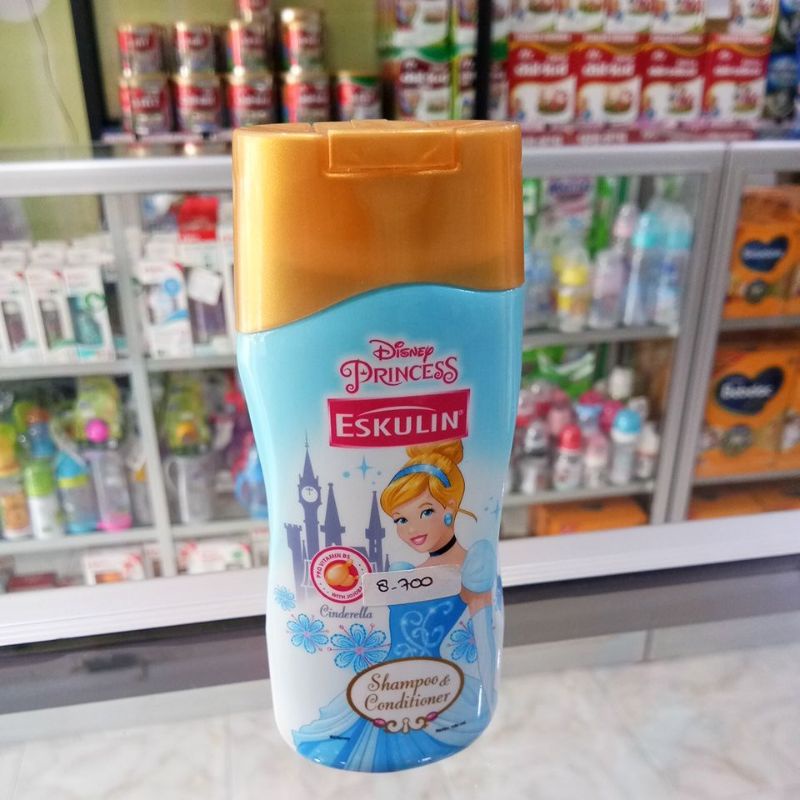 Disney
PRINCESS
ESKULIN
PRO VITAMIN B5
WITH JOJOBA
8-700
Cinderella
Shampoo &
Conditioner